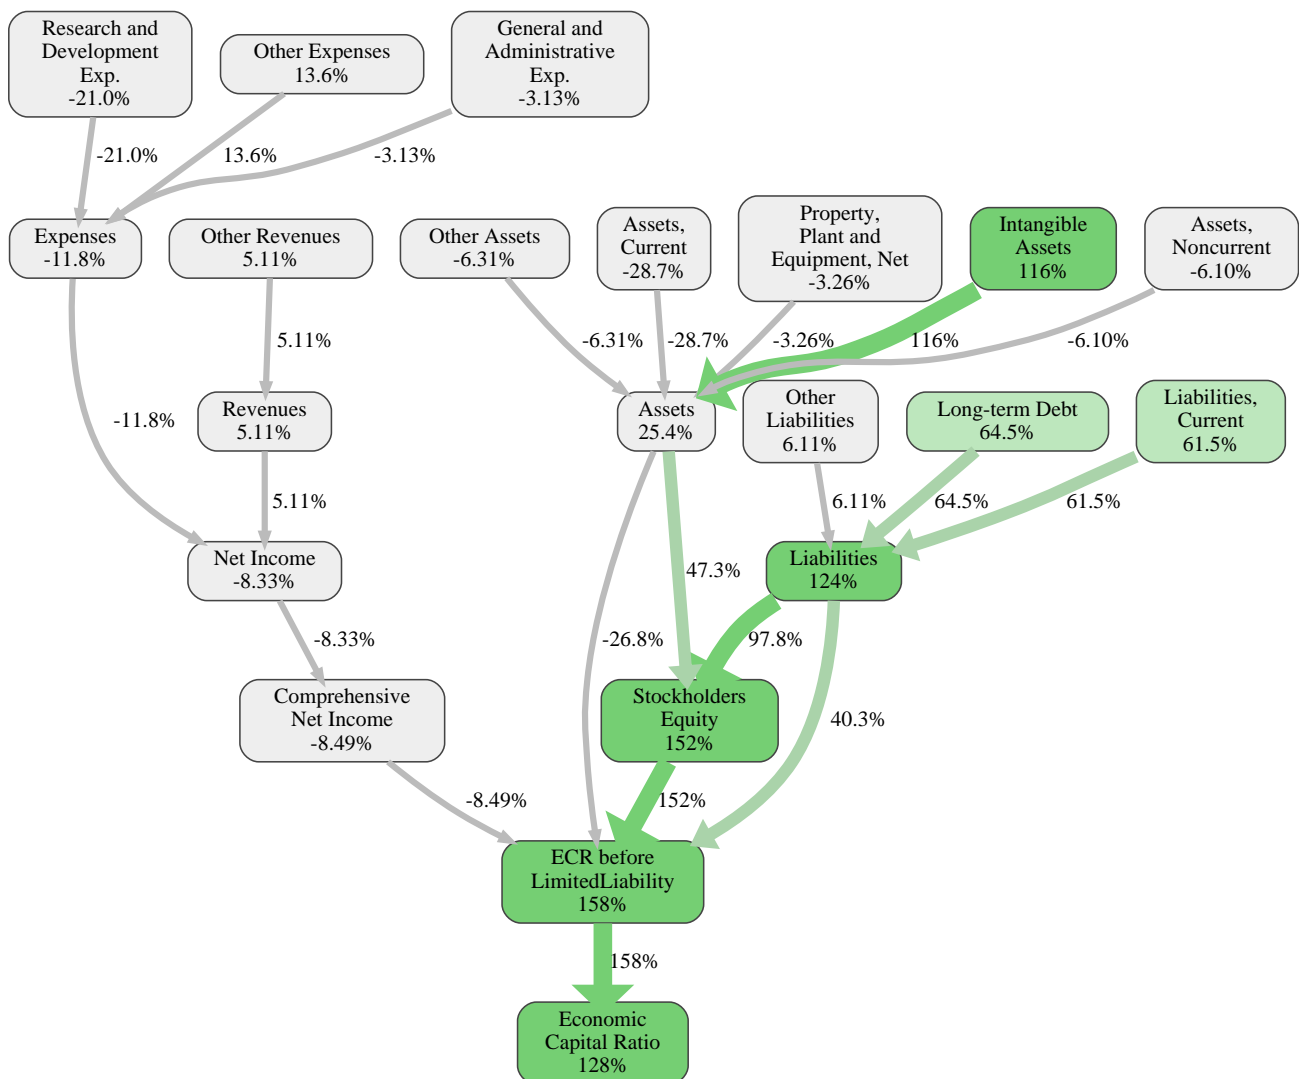 Research and
Development
Exp.
-21.0%
Other Expenses
13.6%
General and
Administrative
Exp.
-3.13%
-21.0%
13.6%
-3.13%
Expenses
-11.8%
Other Revenues
5.11%
Other Assets
-6.31%
Assets,
Current
-28.7%
Property,
Plant and
Equipment, Net
-3.26%
Intangible
Assets
116%
Assets,
Noncurrent
-6.10%
5.11%
-6.31%
-28.7%
-3.26%
116%
-6.10%
-11.8%
Revenues
5.11%
Assets
25.4%
Other
Liabilities
6.11%
Long-term Debt
64.5%
Liabilities,
Current
61.5%
5.11%
6.11%
64.5%
61.5%
Net Income
-8.33%
47.3%
Liabilities
124%
-8.33%
-26.8%
97.8%
Comprehensive
Net Income
-8.49%
Stockholders
Equity
152%
40.3%
-8.49%
152%
ECR before
LimitedLiability
158%
158%
Economic
Capital Ratio
128%